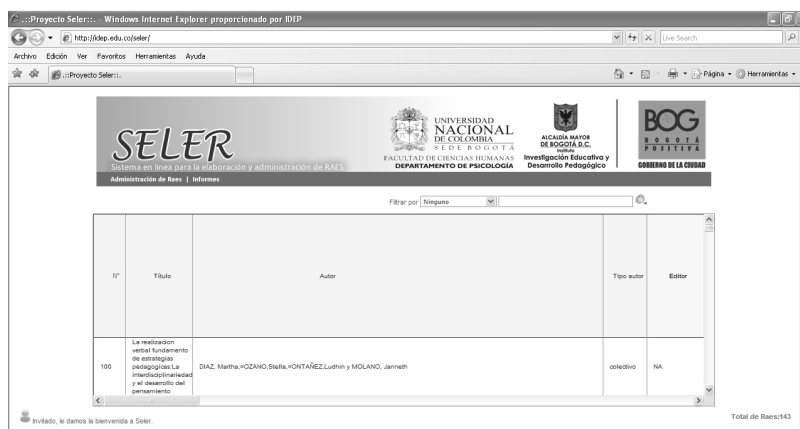 .::Proyecto Seler::. - Windows Internet Explorer proporcionado por IDEP
http://idep.edu.co/seler/
Live Search
Archivo Edición Ver Favoritos Herramientas Ayuda
.::Proyecto Seler::.
Página Herramientas
SELER
Sistema en línea para la elaboración y administración de RAES
UNIVERSIDAD
NACIONAL
DE COLOMBIA
SEDE BOGOTÁ
FACULTAD DE CIENCIAS HUMANAS
DEPARTAMENTO DE PSICOLOGÍA
ALCALDÍA MAYOR
DE BOGOTÁ D.C.
Instituto
Investigación Educativa y
Desarrollo Pedagógico
BOG
BOGOTÁ
POSITIVA
GOBIERNO DE LA CIUDAD
Administración de Raes | Informes
Filtrar por Ninguno
N° Título Autor Tipo autor Editor
La realizacion
verbal fundamento
de estrategias
pedagogicas:La
interdisciplinariedad
y el desarrollo del
pensamiento
100 DIAZ, Martha,=OZANO,Stella,=ONTAÑEZ,Ludhin y MOLANO, Janneth colectivo NA
Invitado, le damos la bienvenida a Seler.
Total de Raes:143